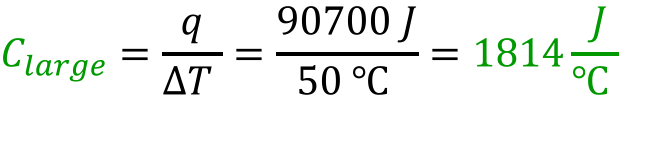 C_large = q/ΔT = 90700 J/50 °C = 1814 J/°C